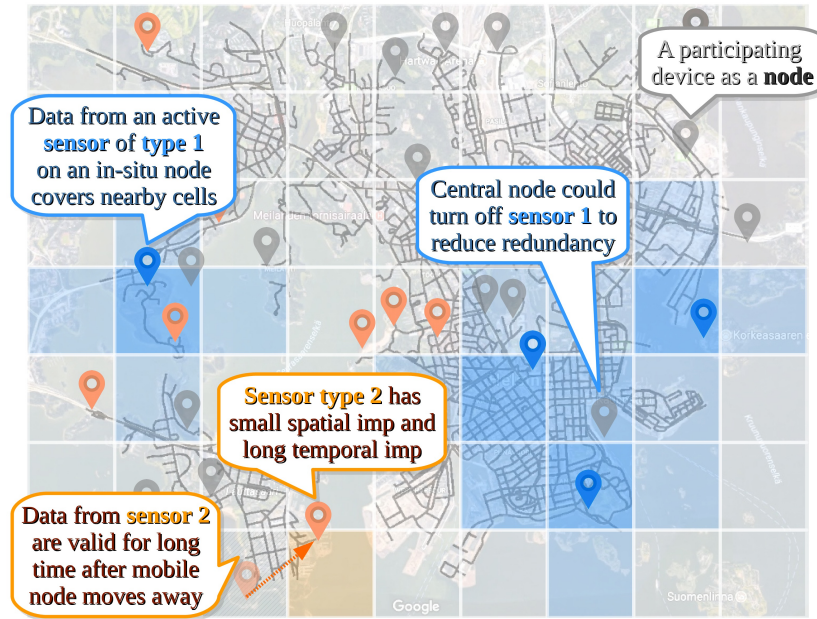 A participating
device as a node
Data from an active
sensor of type 1
on an in-situ node
covers nearby cells
Central node could
turn off sensor 1 to
reduce redundancy
Korkeasaaren
Sensor type 2 has
small spatial imp and
long temporal imp
Data from sensor 2
are valid for long
time after mobile
node moves away
Google
Suomenlinna